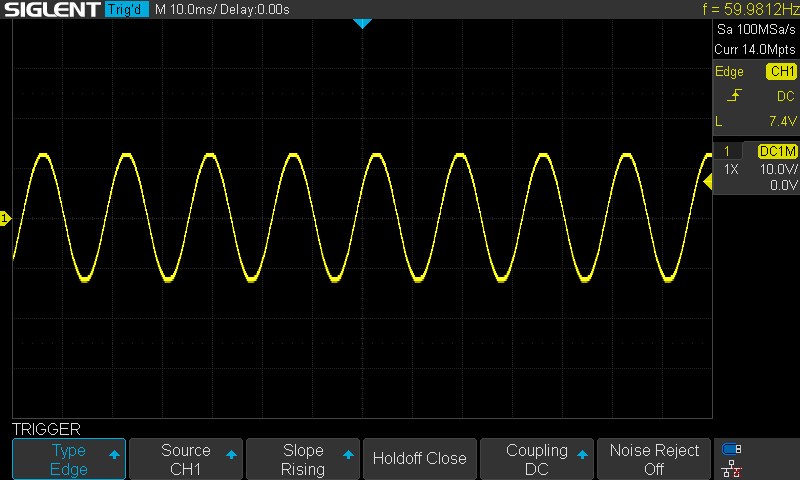 SIGLENT Trig'd M 10.0ms/ Delay:0.00s f = 59.9812Hz
Sa 100MSa/s
Curr 14.0Mpts
Edge CH1
DC
L 7.4V
1 DC1M
1X 10.0V/
0.0V
1
TRIGGER
Type
Edge
Source
CH1
Slope
Rising
Holdoff Close
Coupling
DC
Noise Reject
Off